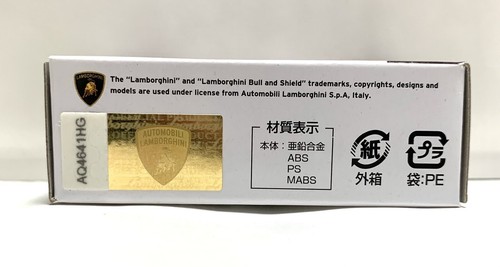 LAMBORGHINI
The "Lamborghini" and "Lamborghini Bull and Shield" trademarks, copyrights, designs and
models are used under license from Automobili Lamborghini S.p.A, Italy.
AQ4641HG
AUTOMOBILI
LAMBORGHINI
材質表示
本体：亜鉛合金
ABS
PS
MABS
紙
外箱
プラ
袋:PE